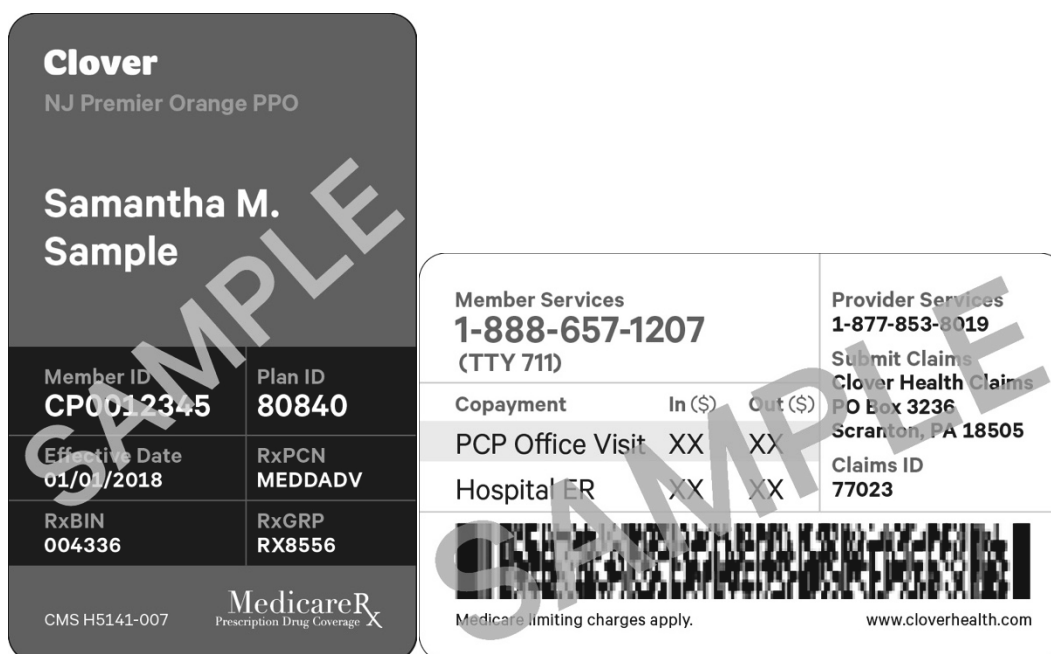 Clover
NJ Premier Orange PPO
Samantha M.
Sample
Member ID
CP0012345
Plan ID
80840
Effective Date
01/01/2018
RxPCN
MEDDADV
RxBIN
004336
RxGRP
RX8556
CMS H5141-007
MedicareRx
Prescription Drug Coverage
SAMPLE
Member Services
1-888-657-1207
(TTY 711)
Copayment In ($) Out ($)
PCP Office Visit XX XX
Hospital ER XX XX
Provider Services
1-877-853-8019
Submit Claims
Clover Health Claims
PO Box 3236
Scranton, PA 18505
Claims ID
77023
Medicare limiting charges apply.
www.cloverhealth.com
SAMPLE